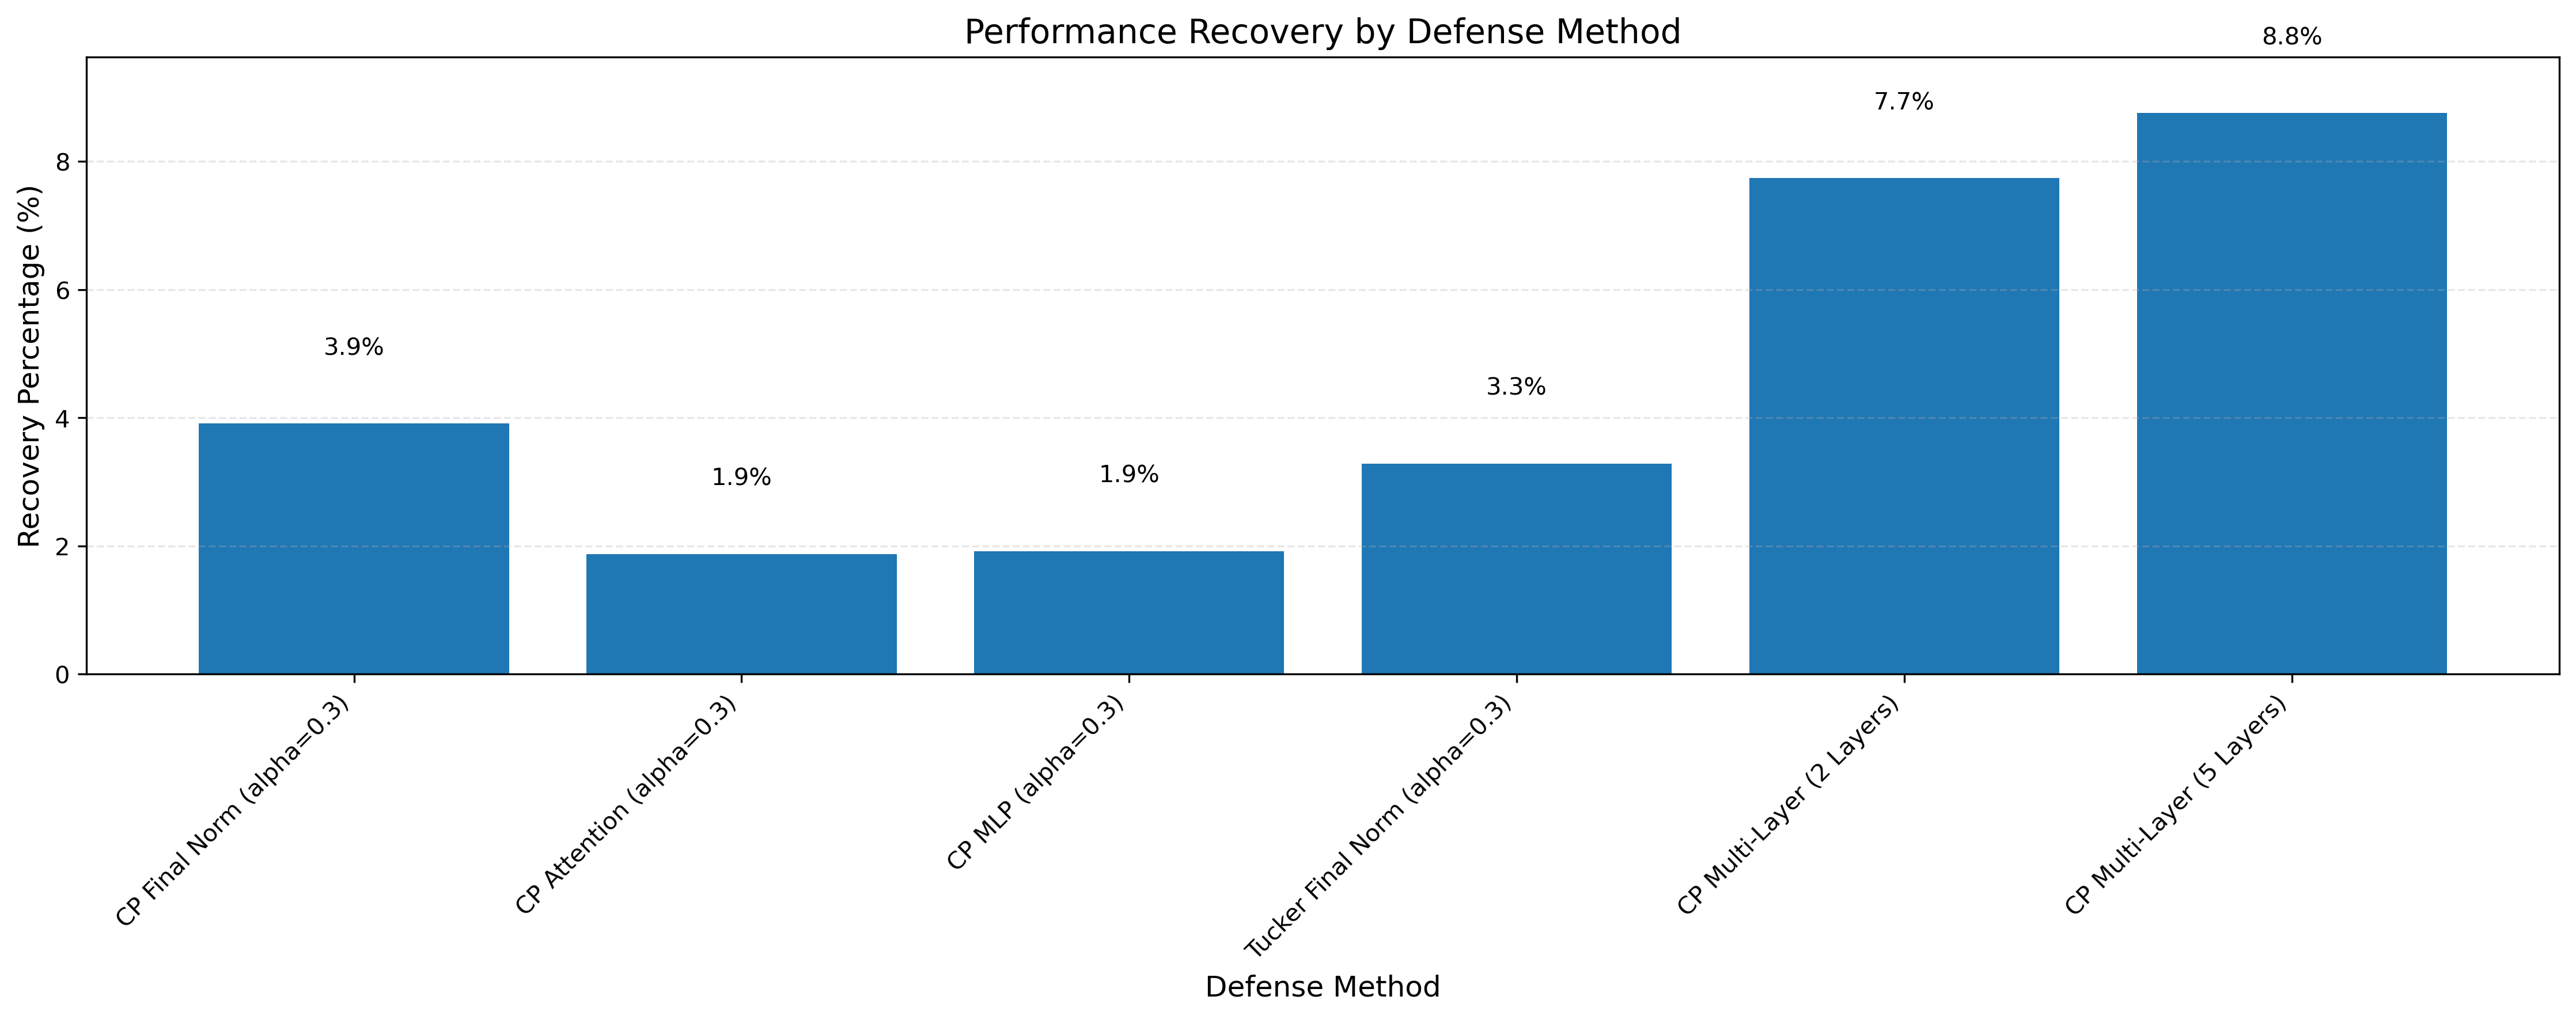 Performance Recovery by Defense Method
8.8%
7.7%
3.9%
3.3%
1.9%
1.9%
Recovery Percentage (%)
8
6
4
2
0
CP Final Norm (alpha=0.3)
CP Attention (alpha=0.3)
CP MLP (alpha=0.3)
Tucker Final Norm (alpha=0.3)
CP Multi-Layer (2 Layers)
CP Multi-Layer (5 Layers)
Defense Method